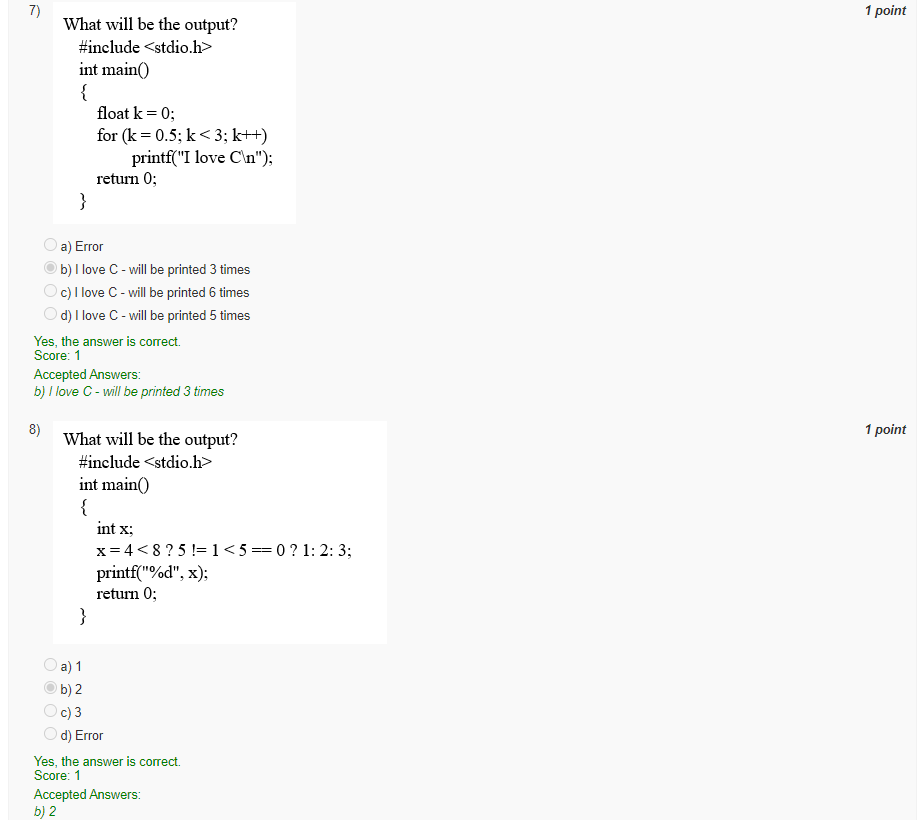 7)
1 point
What will be the output?
#include <stdio.h>
int main()
{
float k = 0;
for (k = 0.5; k < 3; k++)
printf("I love C\n");
return 0;
}
a) Error
b) I love C - will be printed 3 times
c) I love C - will be printed 6 times
d) I love C - will be printed 5 times
Yes, the answer is correct.
Score: 1
Accepted Answers:
b) I love C - will be printed 3 times
8)
1 point
What will be the output?
#include <stdio.h>
int main()
{
int x;
x = 4 < 8 ? 5 != 1 < 5 == 0 ? 1: 2: 3;
printf("%d", x);
return 0;
}
a) 1
b) 2
c) 3
d) Error
Yes, the answer is correct.
Score: 1
Accepted Answers:
b) 2